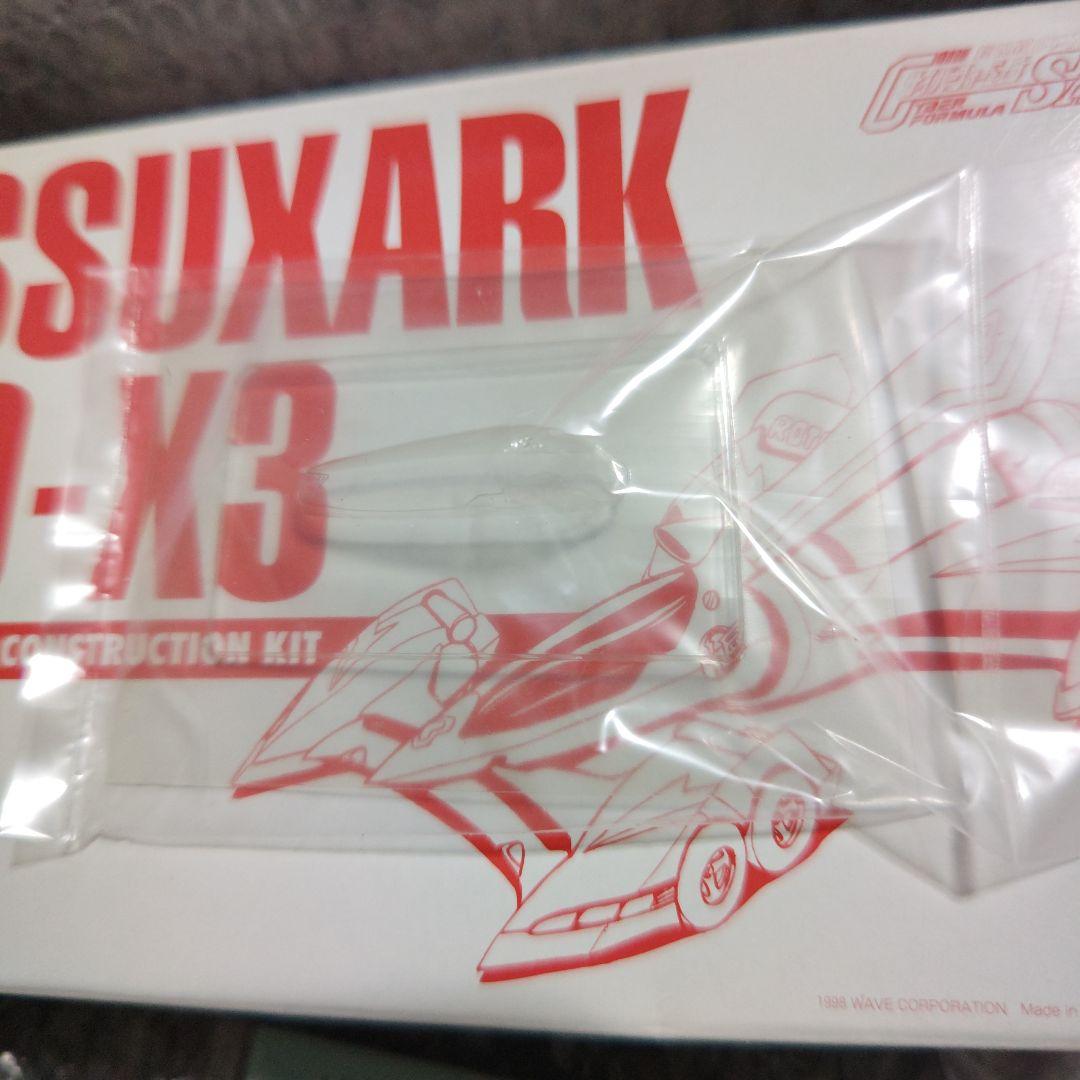 CYBER
FORMULA
SSUXARK
-X3
CONSTRUCTION KIT
1998 WAVE CORPORATION Made in